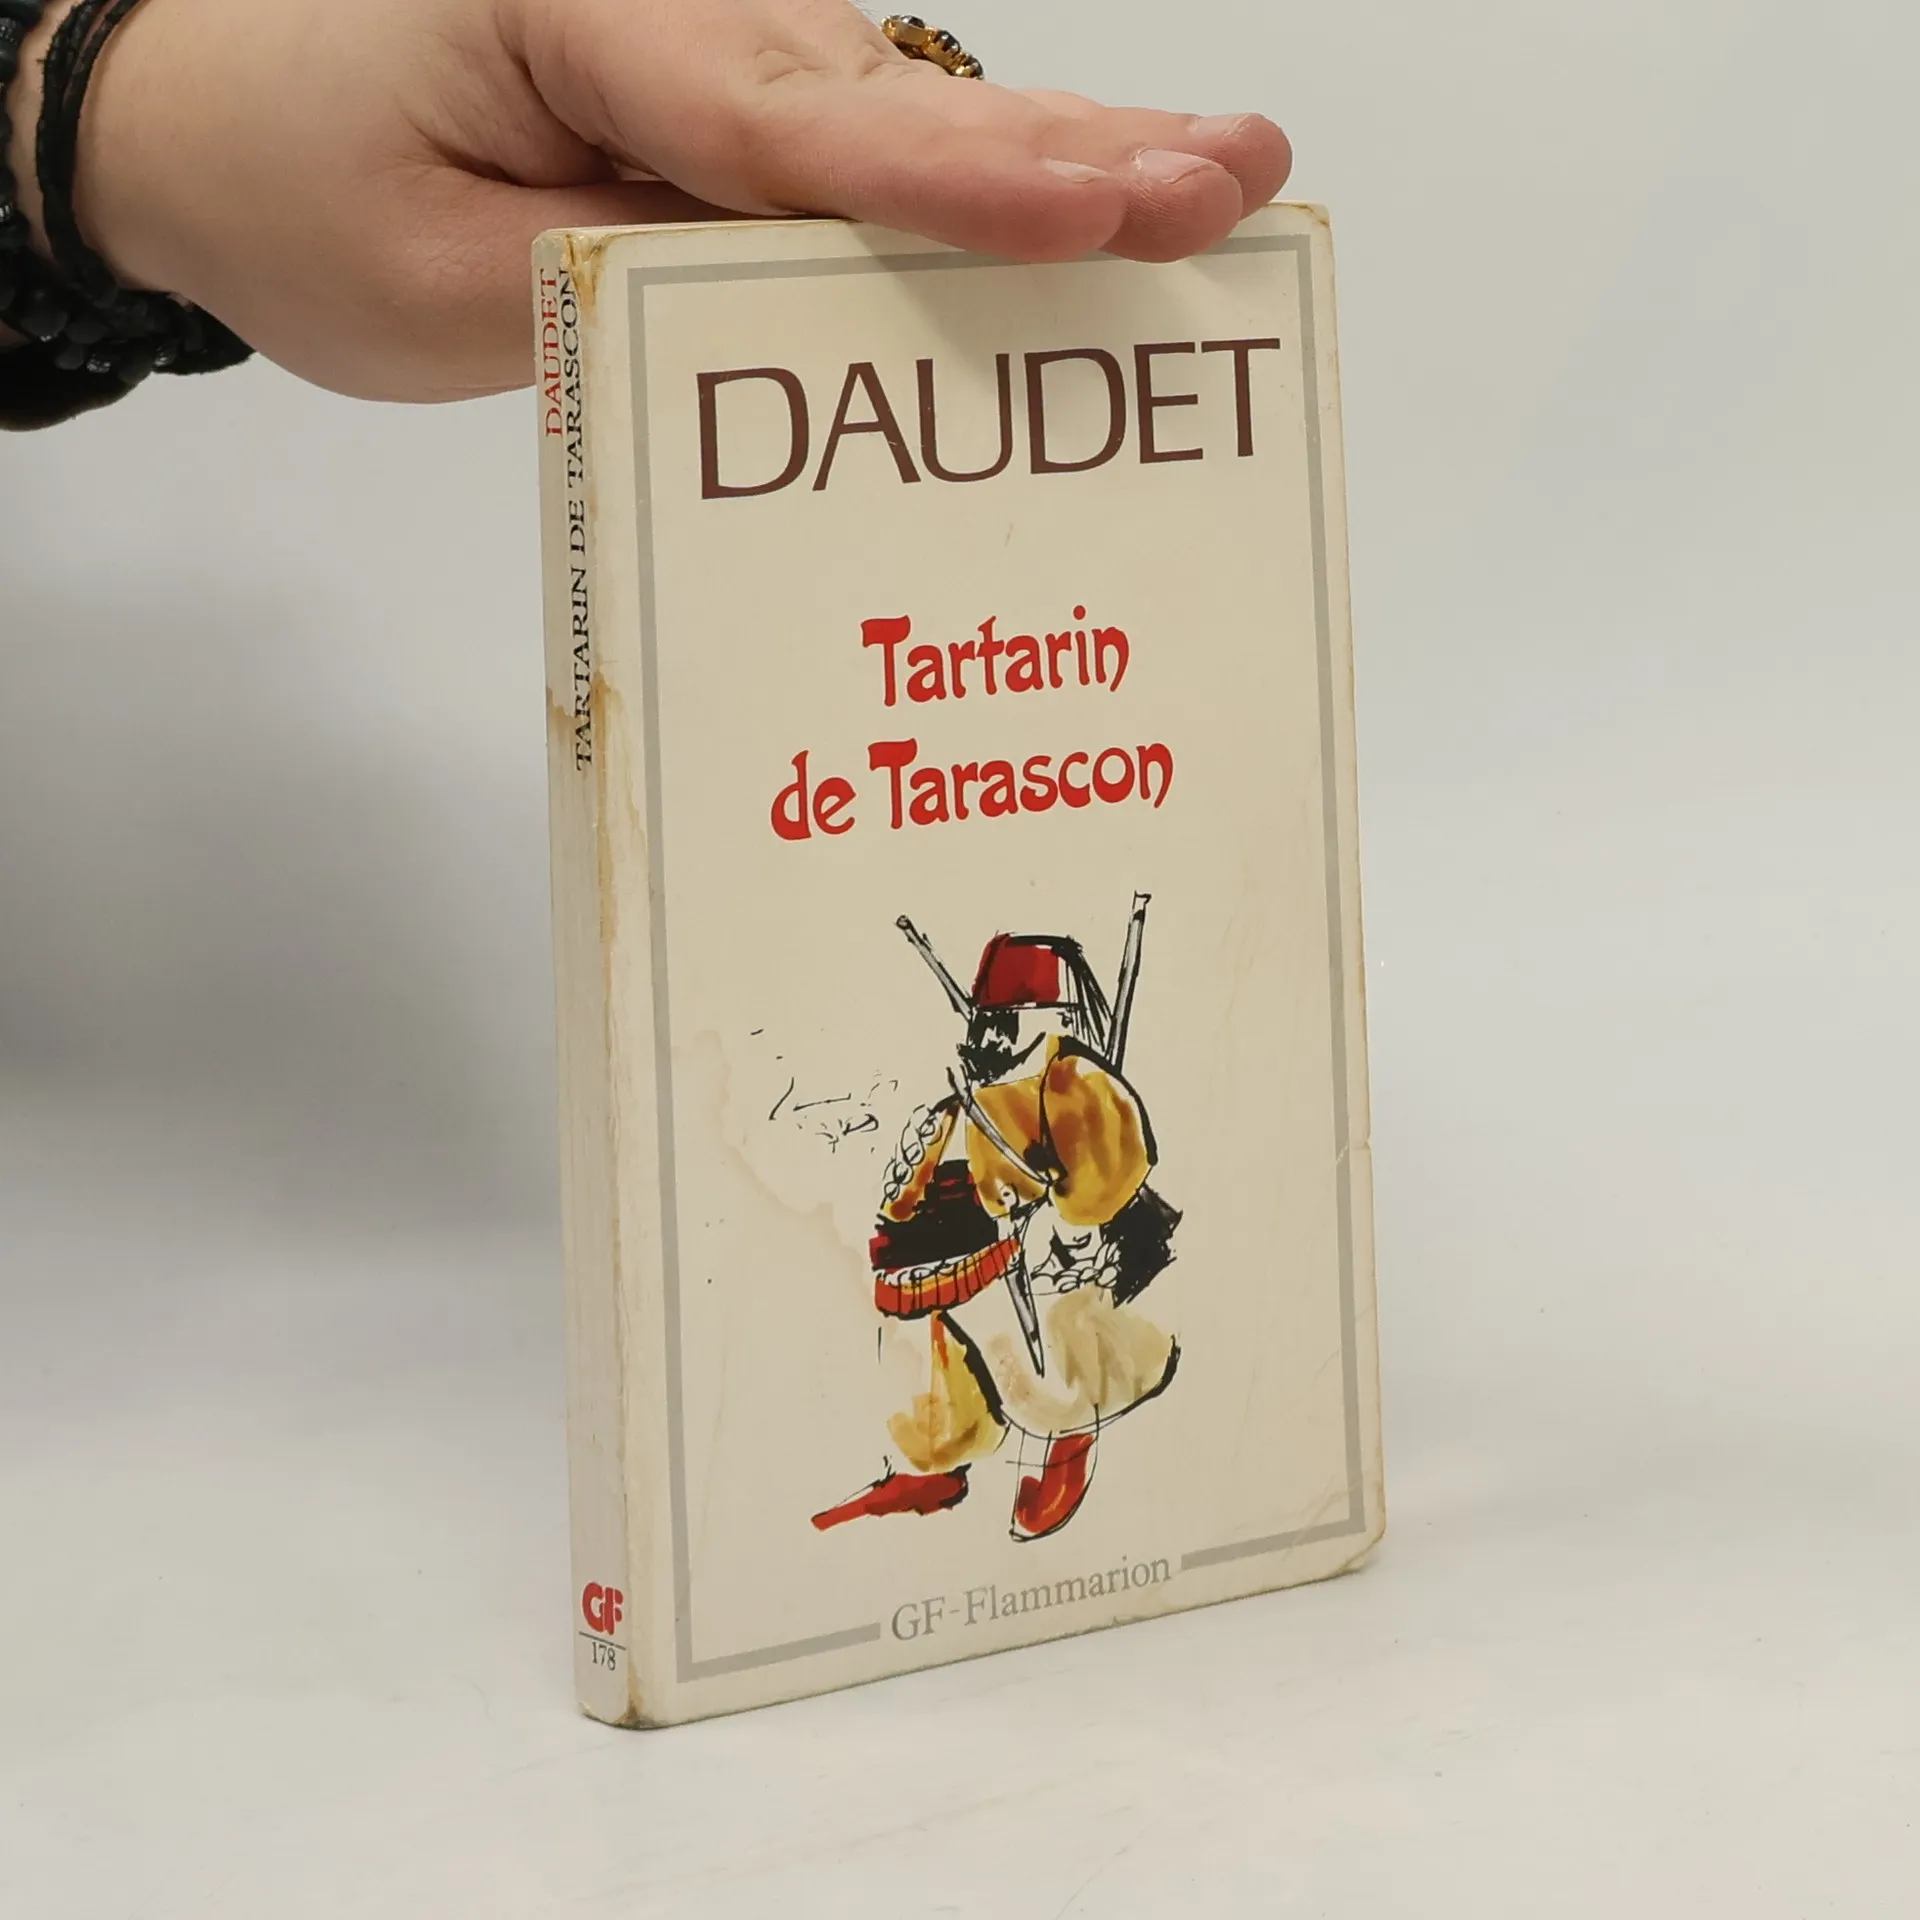 DAUDET
TARTARIN DE TARASCON
GF
178
DAUDET
Tartarin
de Tarascon
GF-Flammarion